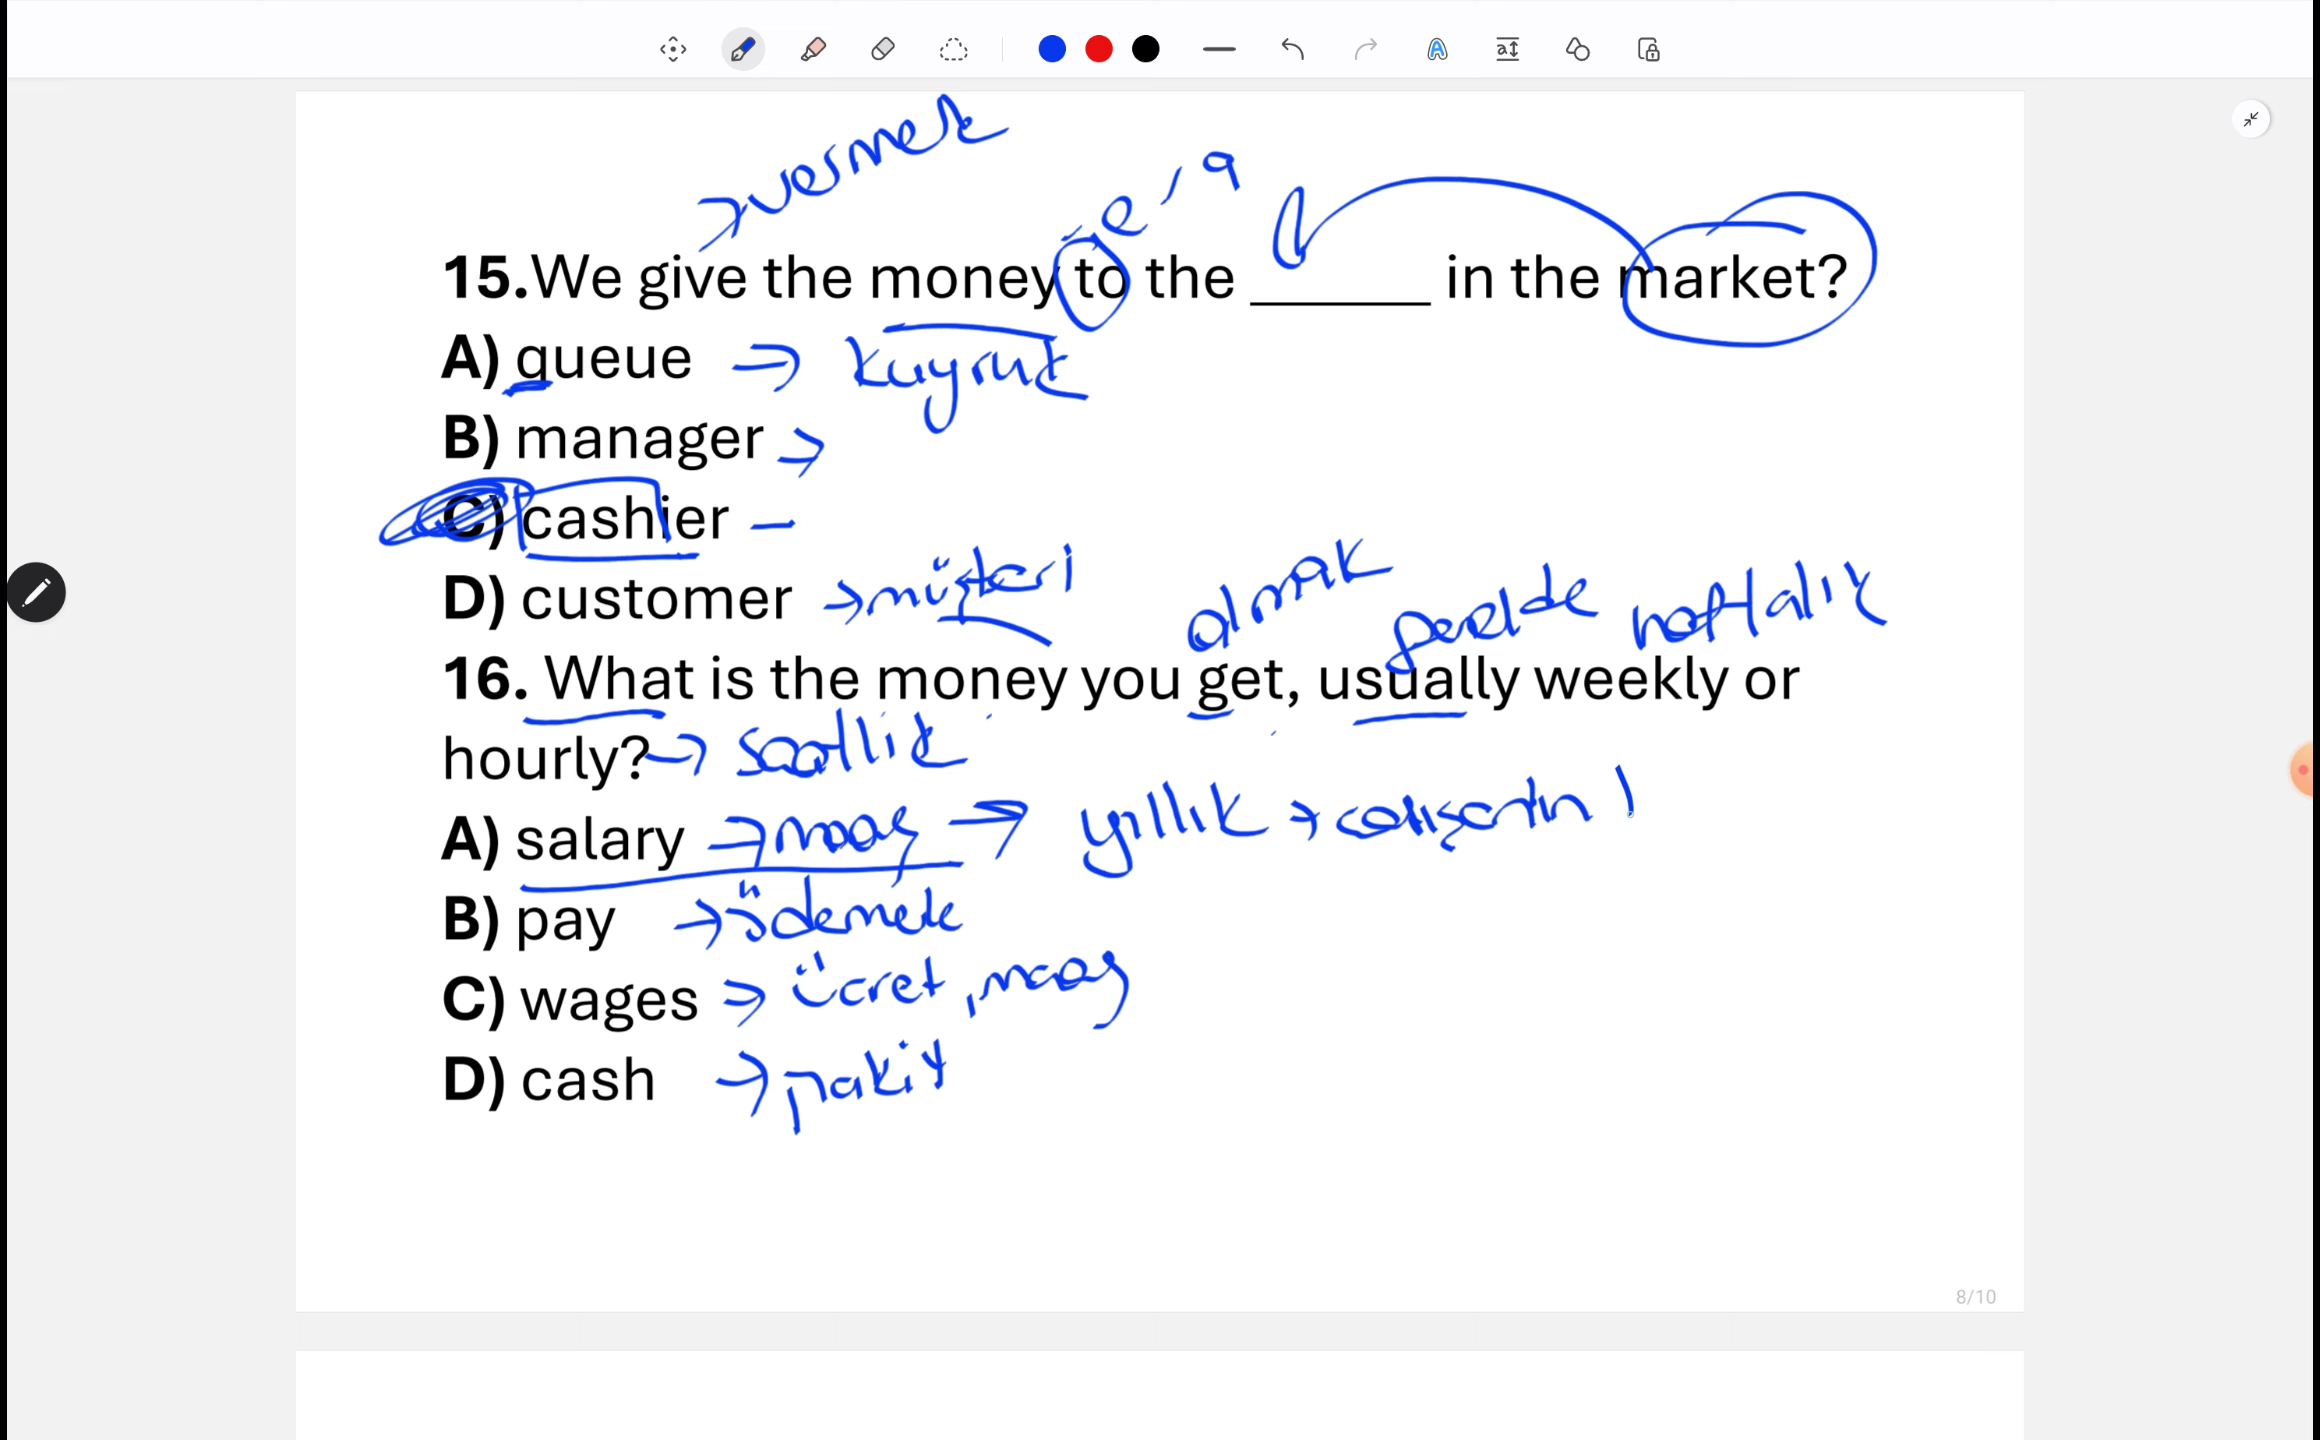 vermek
'e / a
15.We give the money to the ______ in the market?
A) queue → kuyruk
B) manager →
C) cashier –
D) customer → müşteri
almak genelde haftalık
16. What is the money you get, usually weekly or
hourly? → saatlik
A) salary → maaş → yıllık → çalışanın
B) pay → ödemek
C) wages → ücret, maaş
D) cash → nakit
8/10